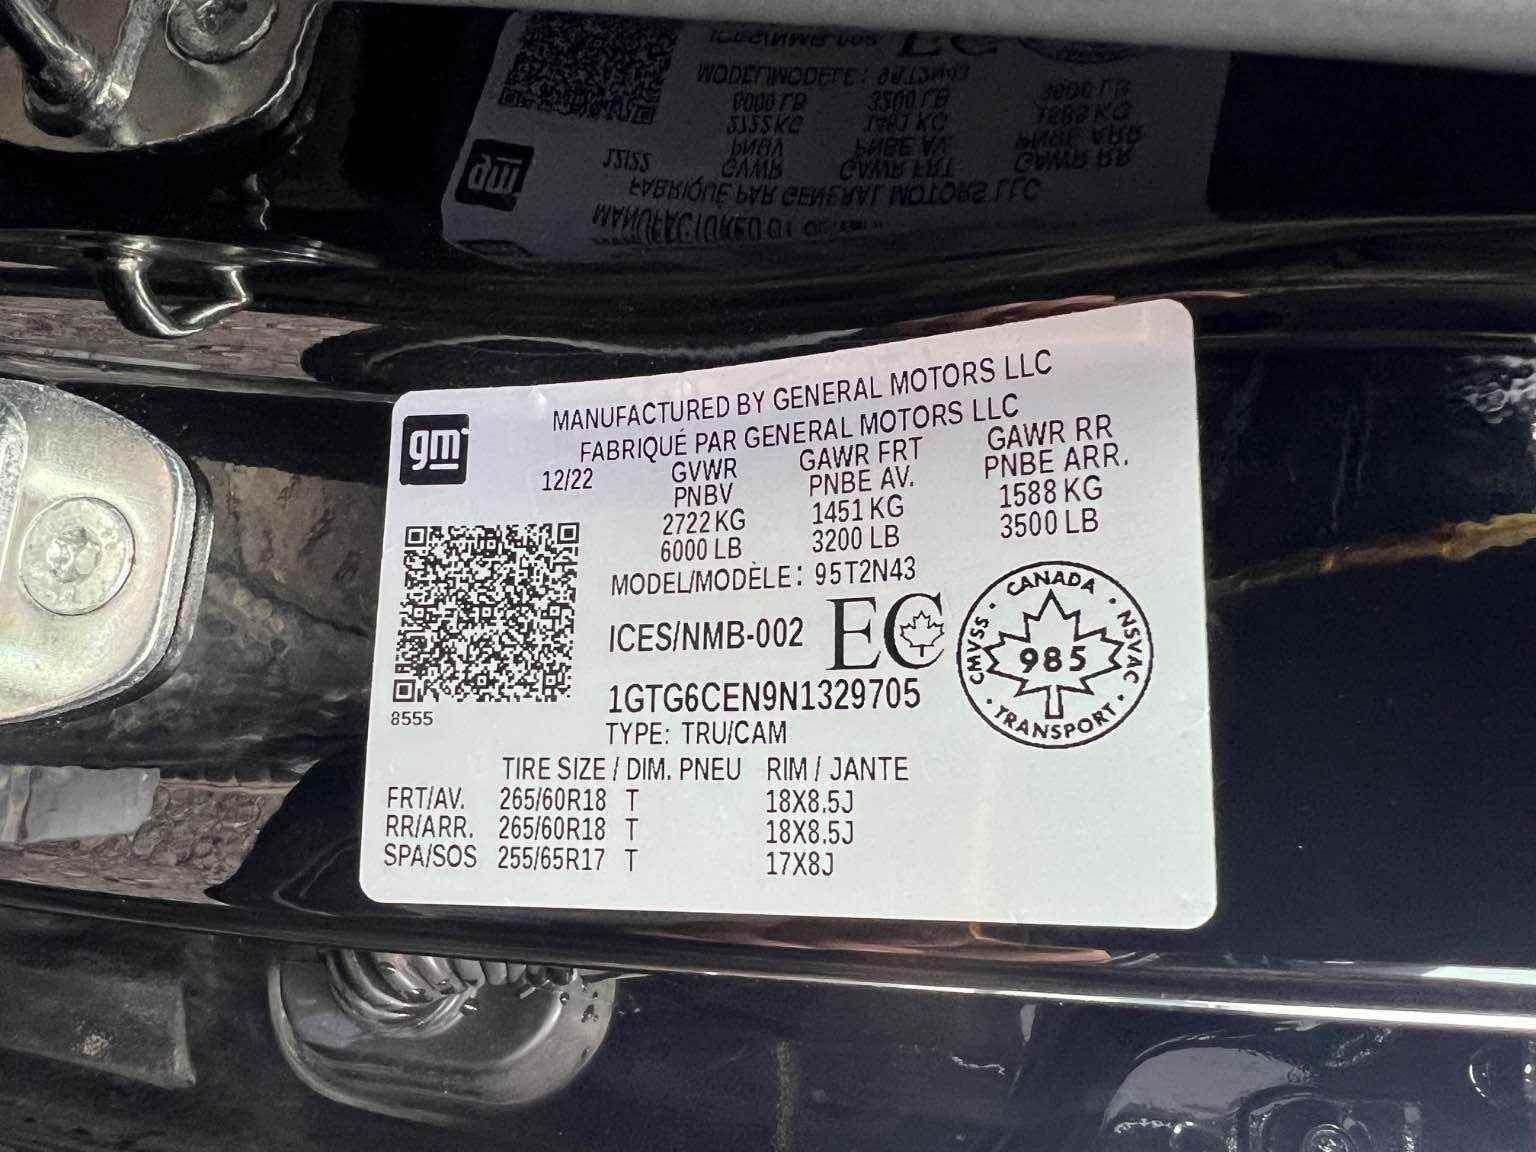 gm
MANUFACTURED BY GENERAL MOTORS LLC
FABRIQUÉ PAR GENERAL MOTORS LLC
12/22 GVWR GAWR FRT GAWR RR
PNBV PNBE AV. PNBE ARR.
2722 KG 1451 KG 1588 KG
6000 LB 3200 LB 3500 LB
MODEL/MODÈLE: 95T2N43
ICES/NMB-002 EC
CANADA · NSVAC · TRANSPORT · CMVSS ·
985
1GTG6CEN9N1329705
8555
TYPE: TRU/CAM
TIRE SIZE / DIM. PNEU RIM / JANTE
FRT/AV. 265/60R18 T 18X8.5J
RR/ARR. 265/60R18 T 18X8.5J
SPA/SOS 255/65R17 T 17X8J